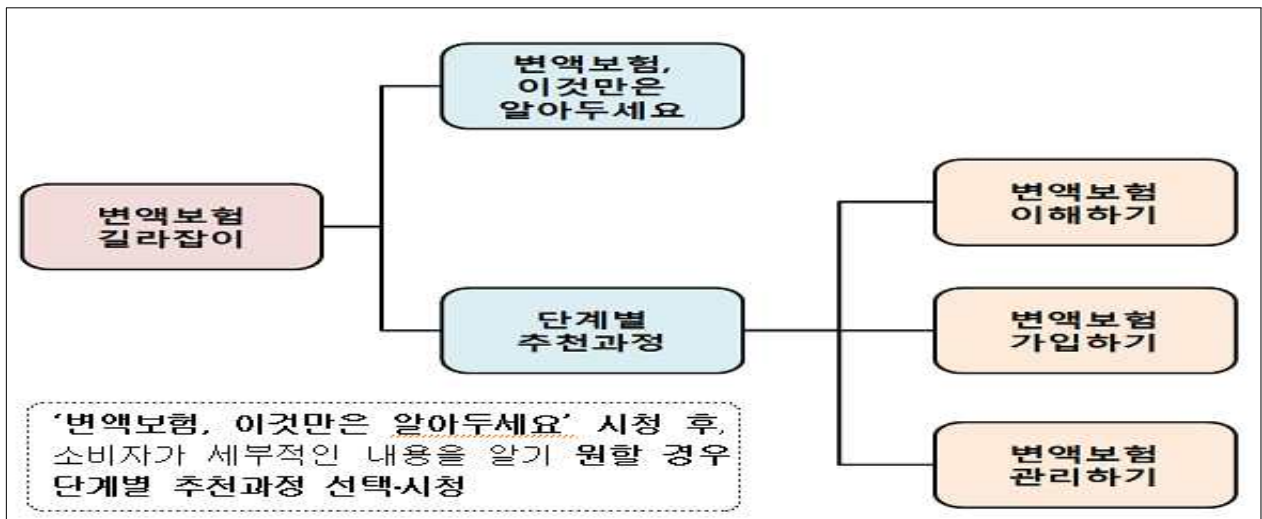 변액보험,
이것만은
알아두세요
변액보험
길라잡이
변액보험
이해하기
단계별
추천과정
변액보험
가입하기
변액보험
관리하기
‘변액보험, 이것만은 알아두세요’ 시청 후,
소비자가 세부적인 내용을 알기 원할 경우
단계별 추천과정 선택·시청